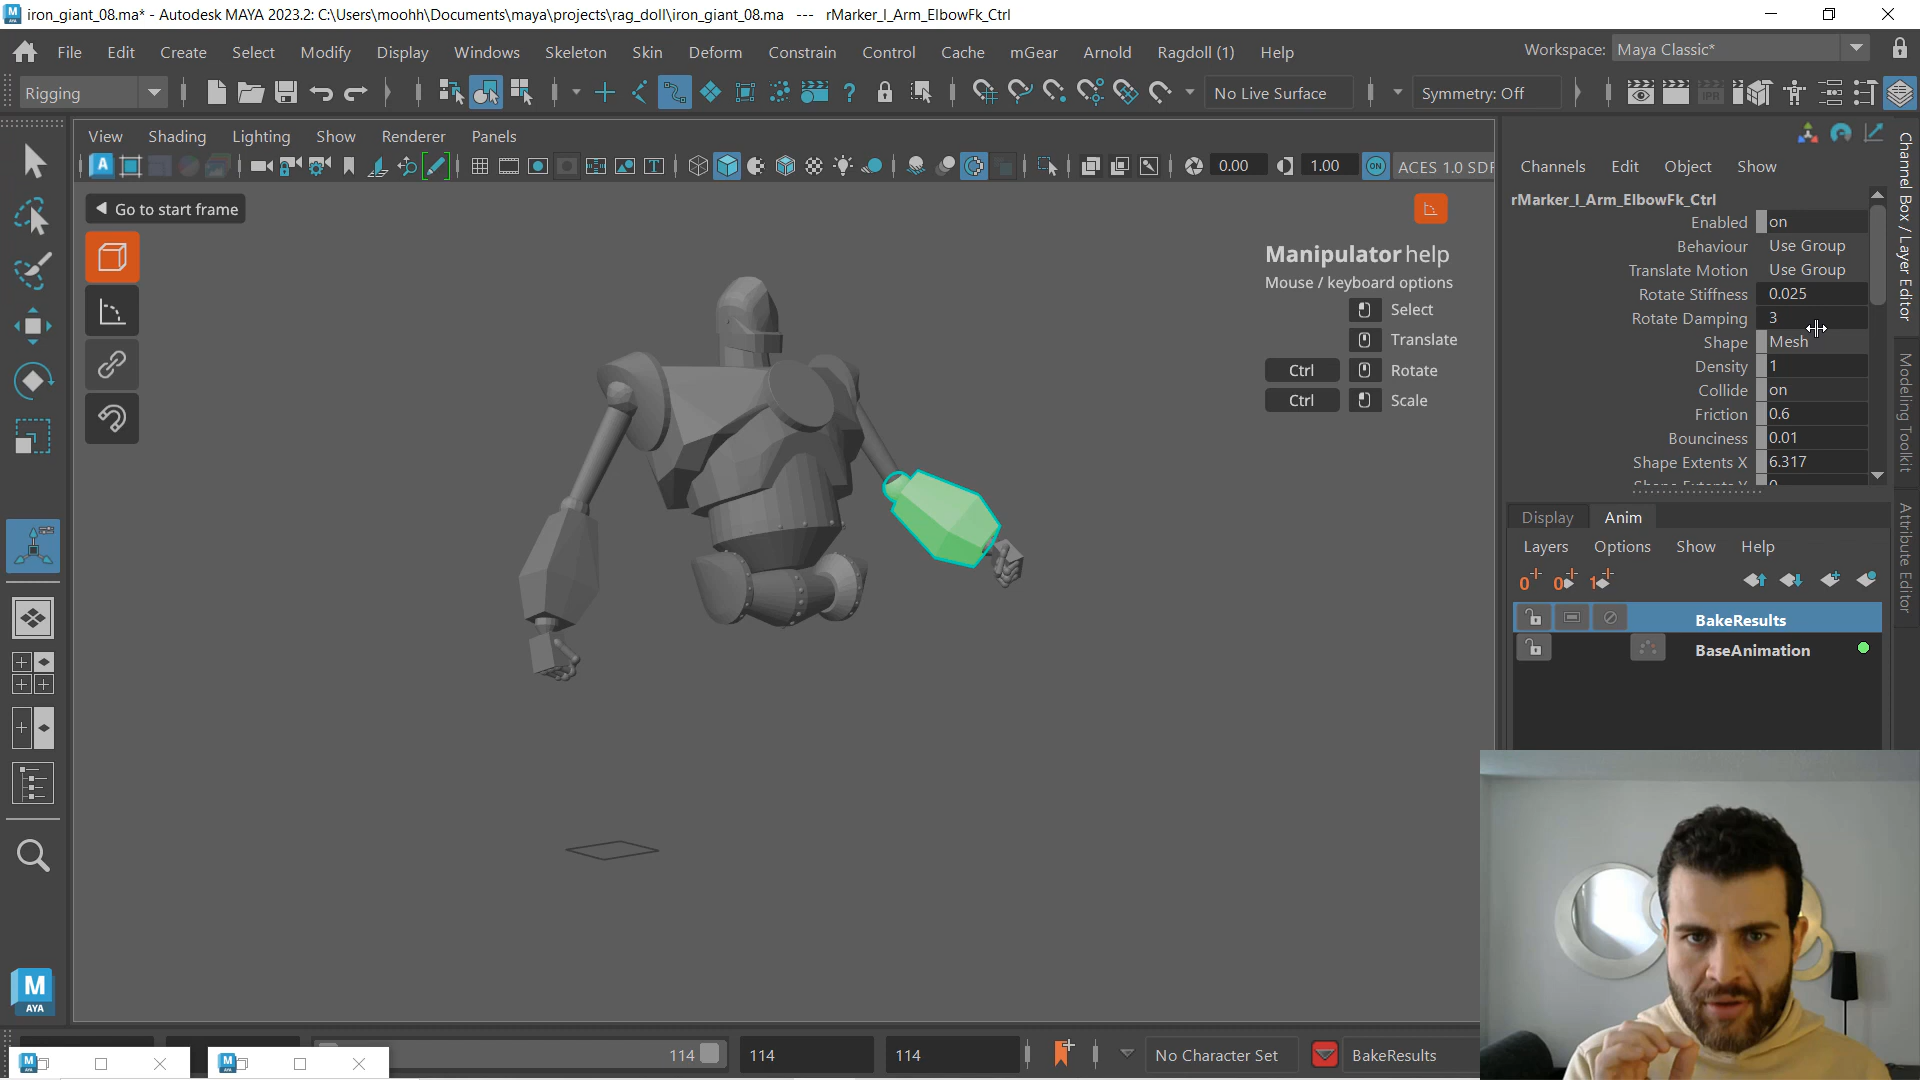 iron_giant_08.ma* - Autodesk MAYA 2023.2: C:\Users\moohh\Documents\maya\projects\rag_doll\iron_giant_08.ma --- rMarker_l_Arm_ElbowFk_Ctrl
File Edit Create Select Modify Display Windows Skeleton Skin Deform Constrain Control Cache mGear Arnold Ragdoll (1) Help
Workspace: Maya Classic*
Rigging
No Live Surface
Symmetry: Off
View Shading Lighting Show Renderer Panels
0.00
1.00
ON
ACES 1.0 SDR
Go to start frame
Manipulator help
Mouse / keyboard options
Select
Translate
Ctrl Rotate
Ctrl Scale
Channels Edit Object Show
rMarker_l_Arm_ElbowFk_Ctrl
Enabled on
Behaviour Use Group
Translate Motion Use Group
Rotate Stiffness 0.025
Rotate Damping 3
Shape Mesh
Density 1
Collide on
Friction 0.6
Bounciness 0.01
Shape Extents X 6.317
Shape Extents Y 0
Channel Box / Layer Editor
Modeling Toolkit
Attribute Editor
Display Anim
Layers Options Show Help
BakeResults
BaseAnimation
M
AYA
114
114
114
No Character Set
BakeResults